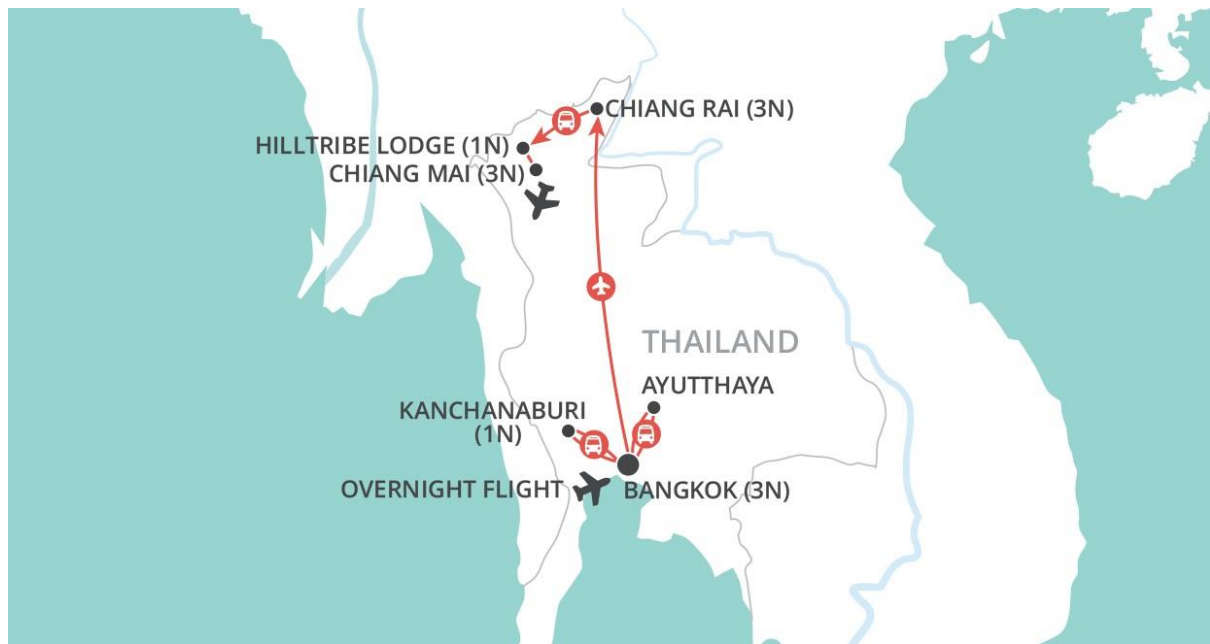 CHIANG RAI (3N)
HILLTRIBE LODGE (1N)
CHIANG MAI (3N)
THAILAND
AYUTTHAYA
KANCHANABURI
(1N)
OVERNIGHT FLIGHT
BANGKOK (3N)